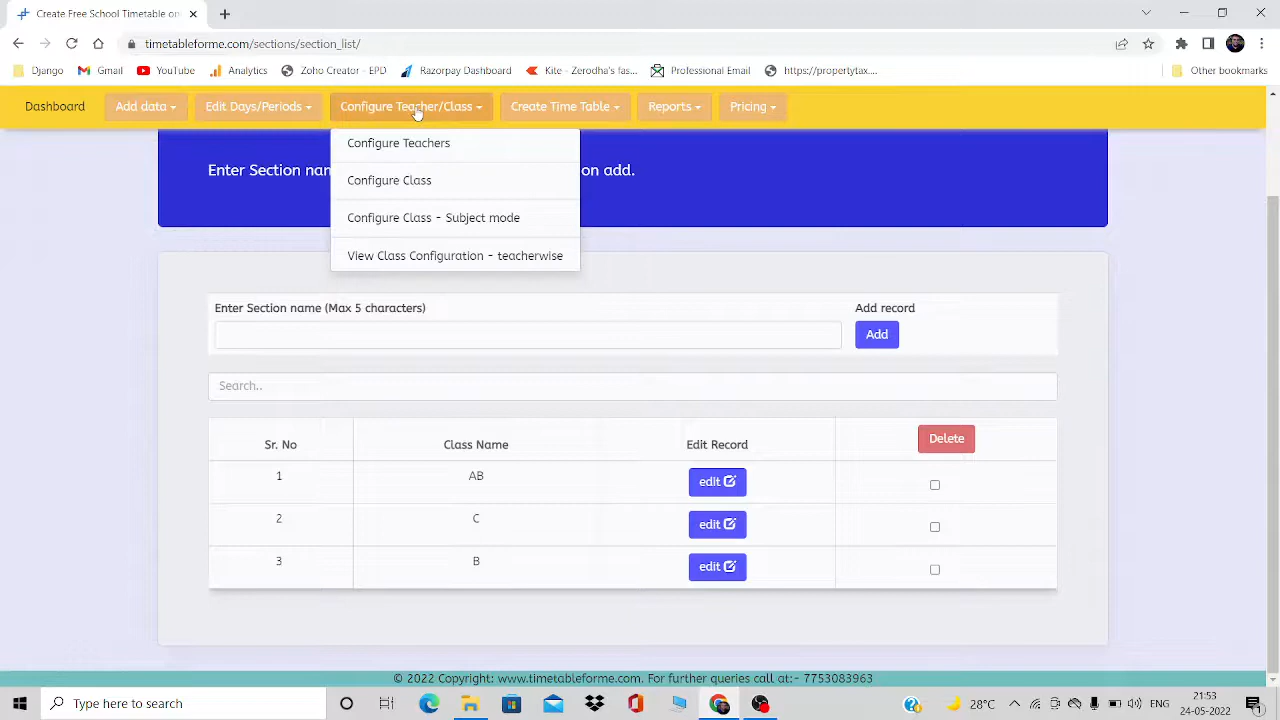 Create Free School Timetable on
timetableforme.com/sections/section_list/
Django
Gmail
YouTube
Analytics
Zoho Creator - EPD
Razorpay Dashboard
Kite - Zerodha's fas...
Professional Email
https://propertytax....
Other bookmarks
Dashboard
Add data
Edit Days/Periods
Configure Teacher/Class
Create Time Table
Reports
Pricing
Configure Teachers
Configure Class
Configure Class - Subject mode
View Class Configuration - teacherwise
Enter Section nam
on add.
Enter Section name (Max 5 characters)
Add record
Add
Search..
Sr. No Class Name Edit Record Delete
1 AB edit
2 C edit
3 B edit
© 2022 Copyright: www.timetableforme.com. For further queries call at:- 7753083963
Type here to search
28°C
ENG
21:53
24-05-2022
1